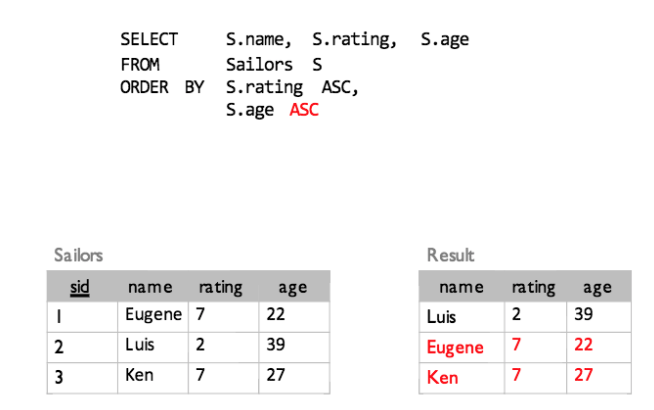 SELECT S.name, S.rating, S.age
FROM Sailors S
ORDER BY S.rating ASC,
S.age ASC
Sailors
sid name rating age
1 Eugene 7 22
2 Luis 2 39
3 Ken 7 27
Result
name rating age
Luis 2 39
Eugene 7 22
Ken 7 27